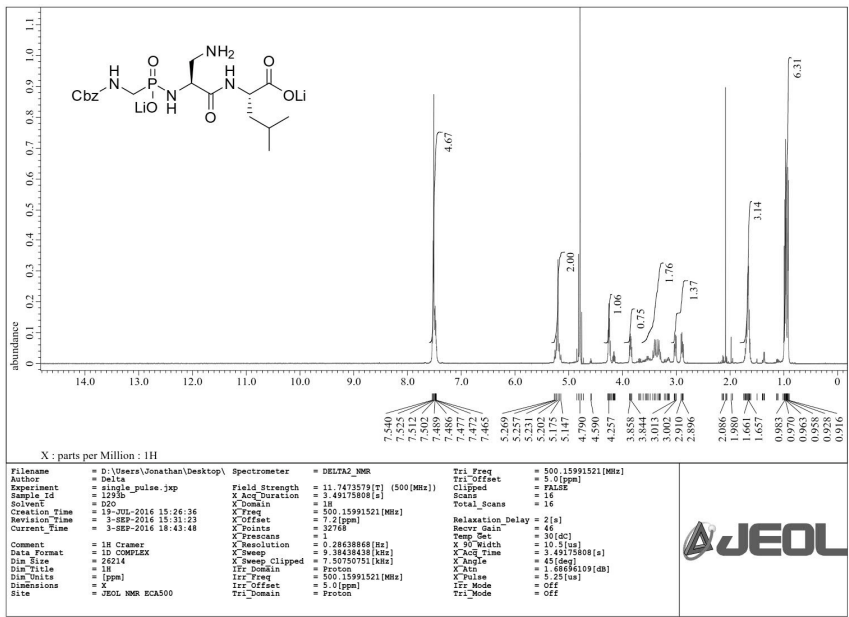 1.1
1.0
0.9
0.8
0.7
0.6
0.5
0.4
0.3
0.2
0.1
0
abundance
NH2
H
N
O
P
H
N
O
Cbz
LiO
N
H
O
OLi
4.67
2.00
1.06
0.75
1.76
1.37
3.14
6.31
14.0 13.0 12.0 11.0 10.0 9.0 8.0 7.0 6.0 5.0 4.0 3.0 2.0 1.0 0
7.540
7.525
7.512
7.502
7.489
7.486
7.477
7.472
7.465
5.269
5.257
5.231
5.202
5.175
5.147
4.790
4.590
4.257
3.858
3.844
3.013
3.002
2.910
2.896
2.086
1.980
1.661
1.657
0.983
0.970
0.963
0.958
0.928
0.916
X : parts per Million : 1H
Filename = D:\Users\Jonathan\Desktop\
Author = Delta
Experiment = single_pulse.jxp
Sample_Id = 1293b
Solvent = D2O
Creation_Time = 19-JUL-2016 15:26:36
Revision_Time = 3-SEP-2016 15:31:23
Current_Time = 3-SEP-2016 18:43:48
Comment = 1H Cramer
Data_Format = 1D COMPLEX
Dim_Size = 26214
Dim_Title = 1H
Dim_Units = [ppm]
Dimensions = X
Site = JEOL NMR ECA500
Spectrometer = DELTA2_NMR
Field_Strength = 11.7473579[T] (500[MHz])
X_Acq_Duration = 3.49175808[s]
X_Domain = 1H
X_Freq = 500.15991521[MHz]
X_Offset = 7.2[ppm]
X_Points = 32768
X_Prescans = 1
X_Resolution = 0.28638868[Hz]
X_Sweep = 9.38438438[kHz]
X_Sweep_Clipped = 7.50750751[kHz]
Irr_Domain = Proton
Irr_Freq = 500.15991521[MHz]
Irr_Offset = 5.0[ppm]
Tri_Domain = Proton
Tri_Freq = 500.15991521[MHz]
Tri_Offset = 5.0[ppm]
Clipped = FALSE
Scans = 16
Total_Scans = 16
Relaxation_Delay = 2[s]
Recvr_Gain = 46
Temp_Get = 30[dC]
X_90_Width = 10.5[us]
X_Acq_Time = 3.49175808[s]
X_Angle = 45[deg]
X_Atn = 1.68696109[dB]
X_Pulse = 5.25[us]
Irr_Mode = Off
Tri_Mode = Off
JEOL